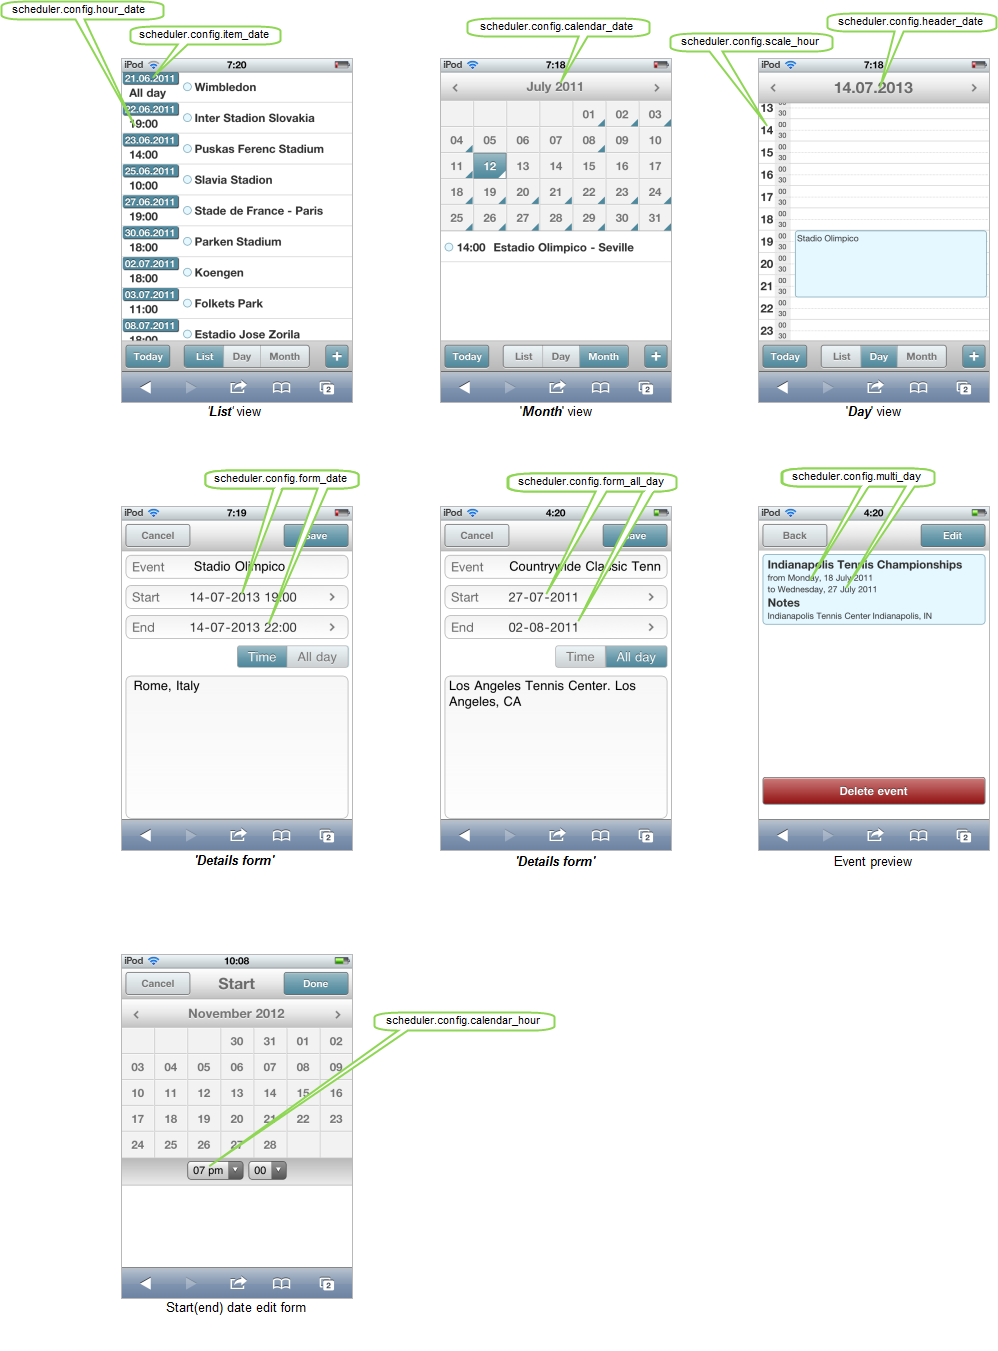 scheduler.config.hour_date
scheduler.config.item_date
iPod 7:20
21.06.2011
All day
Wimbledon
22.06.2011
19:00
Inter Stadion Slovakia
23.06.2011
14:00
Puskas Ferenc Stadium
25.06.2011
10:00
Slavia Stadion
27.06.2011
19:00
Stade de France - Paris
30.06.2011
18:00
Parken Stadium
02.07.2011
18:00
Koengen
03.07.2011
11:00
Folkets Park
08.07.2011
18:00
Estadio Jose Zorila
Today List Day Month +
2
'List' view
scheduler.config.calendar_date
iPod 7:18
July 2011
01 02 03
04 05 06 07 08 09 10
11 12 13 14 15 16 17
18 19 20 21 22 23 24
25 26 27 28 29 30 31
14:00 Estadio Olimpico - Seville
Today List Day Month +
2
'Month' view
scheduler.config.header_date
scheduler.config.scale_hour
iPod 7:18
14.07.2013
13 00
30
14 00
30
15 00
30
16 00
30
17 00
30
18 00
30
19 00
30
Stadio Olimpico
20 00
30
21 00
30
22 00
30
23 00
30
Today List Day Month +
2
'Day' view
scheduler.config.form_date
iPod 7:19
Cancel Save
Event Stadio Olimpico
Start 14-07-2013 19:00
End 14-07-2013 22:00
Time All day
Rome, Italy
2
'Details form'
scheduler.config.form_all_day
iPod 4:20
Cancel Save
Event Countrywide Classic Tenn
Start 27-07-2011
End 02-08-2011
Time All day
Los Angeles Tennis Center. Los
Angeles, CA
2
'Details form'
scheduler.config.multi_day
iPod 4:20
Back Edit
Indianapolis Tennis Championships
from Monday, 18 July 2011
to Wednesday, 27 July 2011
Notes
Indianapolis Tennis Center Indianapolis, IN
Delete event
2
Event preview
iPod 10:08
Cancel Start Done
November 2012
30 31 01 02
03 04 05 06 07 08 09
10 11 12 13 14 15 16
17 18 19 20 21 22 23
24 25 26 27 28
07 pm 00
2
scheduler.config.calendar_hour
Start(end) date edit form